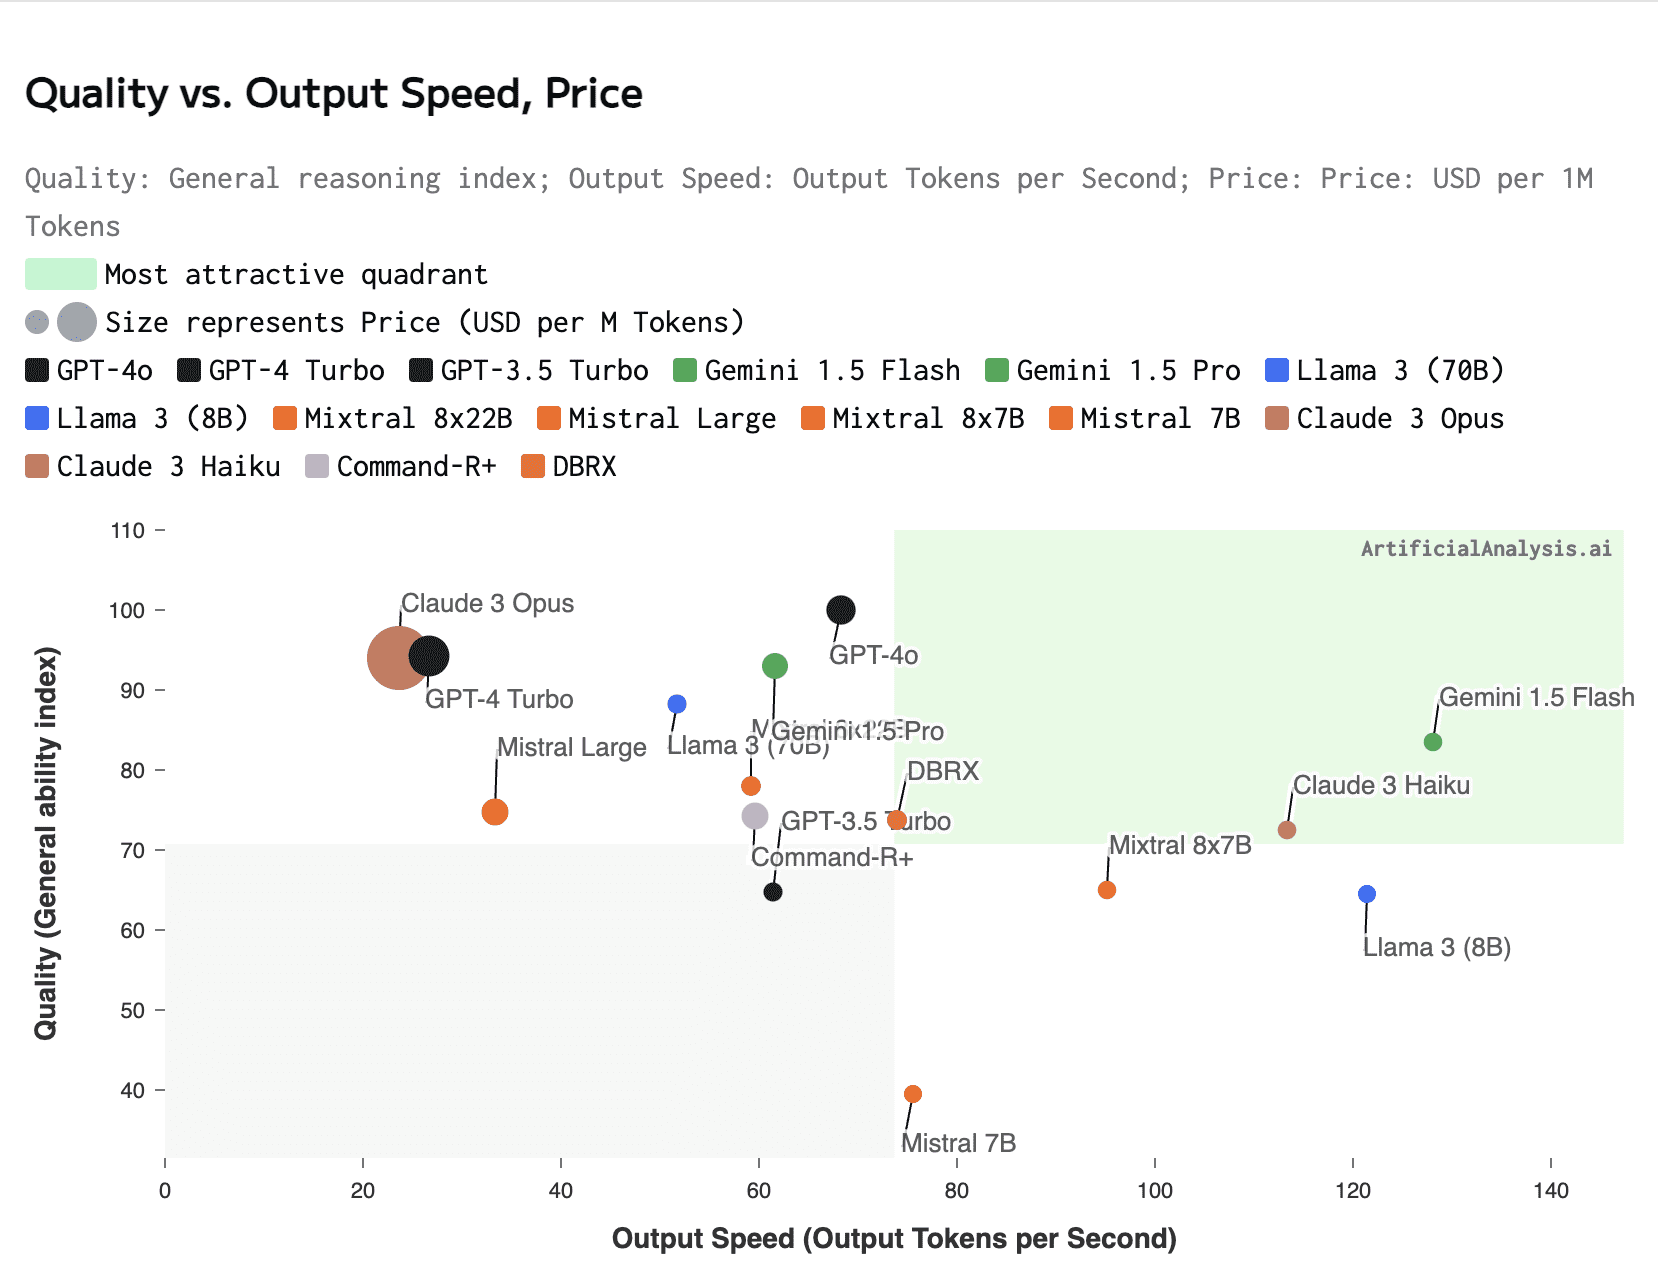 Quality vs. Output Speed, Price
Quality: General reasoning index; Output Speed: Output Tokens per Second; Price: Price: USD per 1M
Tokens
Most attractive quadrant
Size represents Price (USD per M Tokens)
GPT-4o GPT-4 Turbo GPT-3.5 Turbo Gemini 1.5 Flash Gemini 1.5 Pro Llama 3 (70B)
Llama 3 (8B) Mixtral 8x22B Mistral Large Mixtral 8x7B Mistral 7B Claude 3 Opus
Claude 3 Haiku Command-R+ DBRX
110
ArtificialAnalysis.ai
100
Claude 3 Opus
GPT-4o
90
GPT-4 Turbo
Gemini 1.5 Flash
Gemini 1.5 Pro
Mistral Large
Llama 3 (70B)
80
DBRX
Claude 3 Haiku
GPT-3.5 Turbo
70
Mixtral 8x7B
Command-R+
60
Llama 3 (8B)
50
40
Mistral 7B
Quality (General ability index)
0 20 40 60 80 100 120 140
Output Speed (Output Tokens per Second)